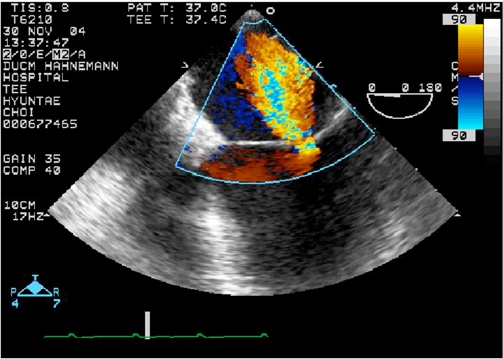 TIS:0.8 PAT T: 37.0C 4.4MHZ
T6210 TEE T: 37.4C 90
30 NOV 04
13:37:47
2/0/E/M2/A
DUCM HAHNEMANN
HOSPITAL
TEE
HYUNTAE
CHOI
000677465
0 180
C
M
/
S
90
GAIN 35
COMP 40
10CM
17HZ
T
P R
4 7